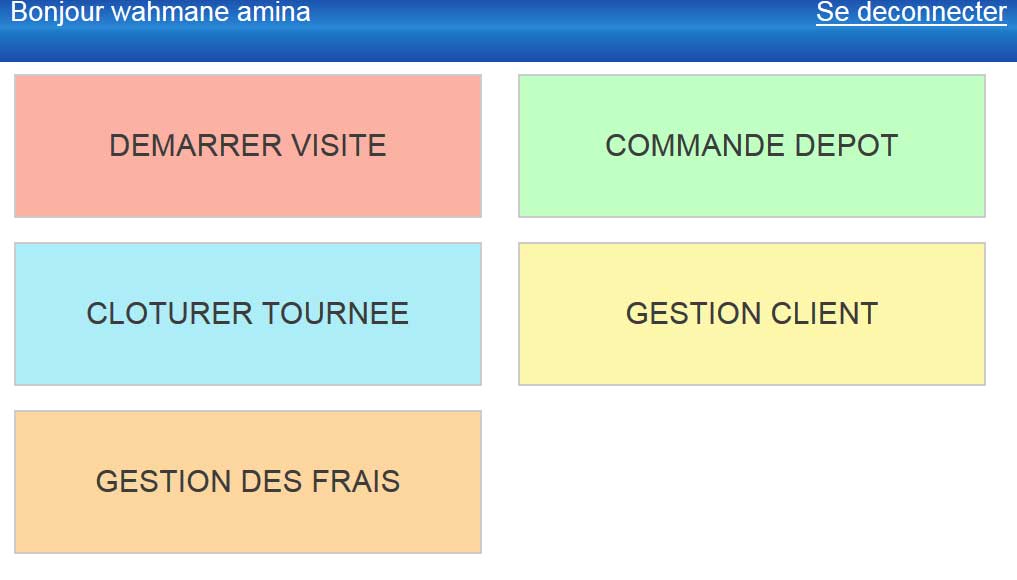 Bonjour wahmane amina
Se deconnecter
DEMARRER VISITE
COMMANDE DEPOT
CLOTURER TOURNEE
GESTION CLIENT
GESTION DES FRAIS